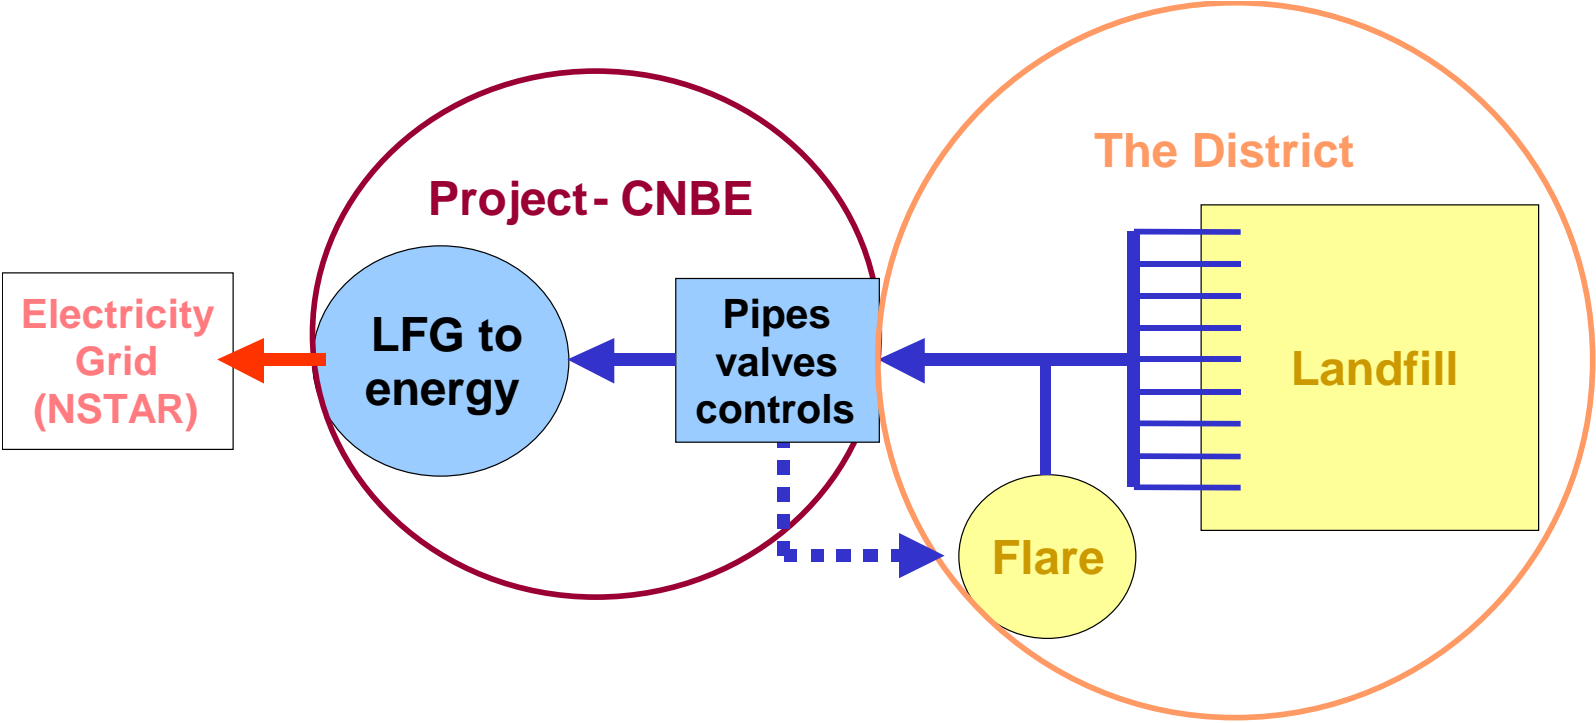 The District
Project - CNBE
Electricity
Grid
(NSTAR)
LFG to
energy
Pipes
valves
controls
Landfill
Flare